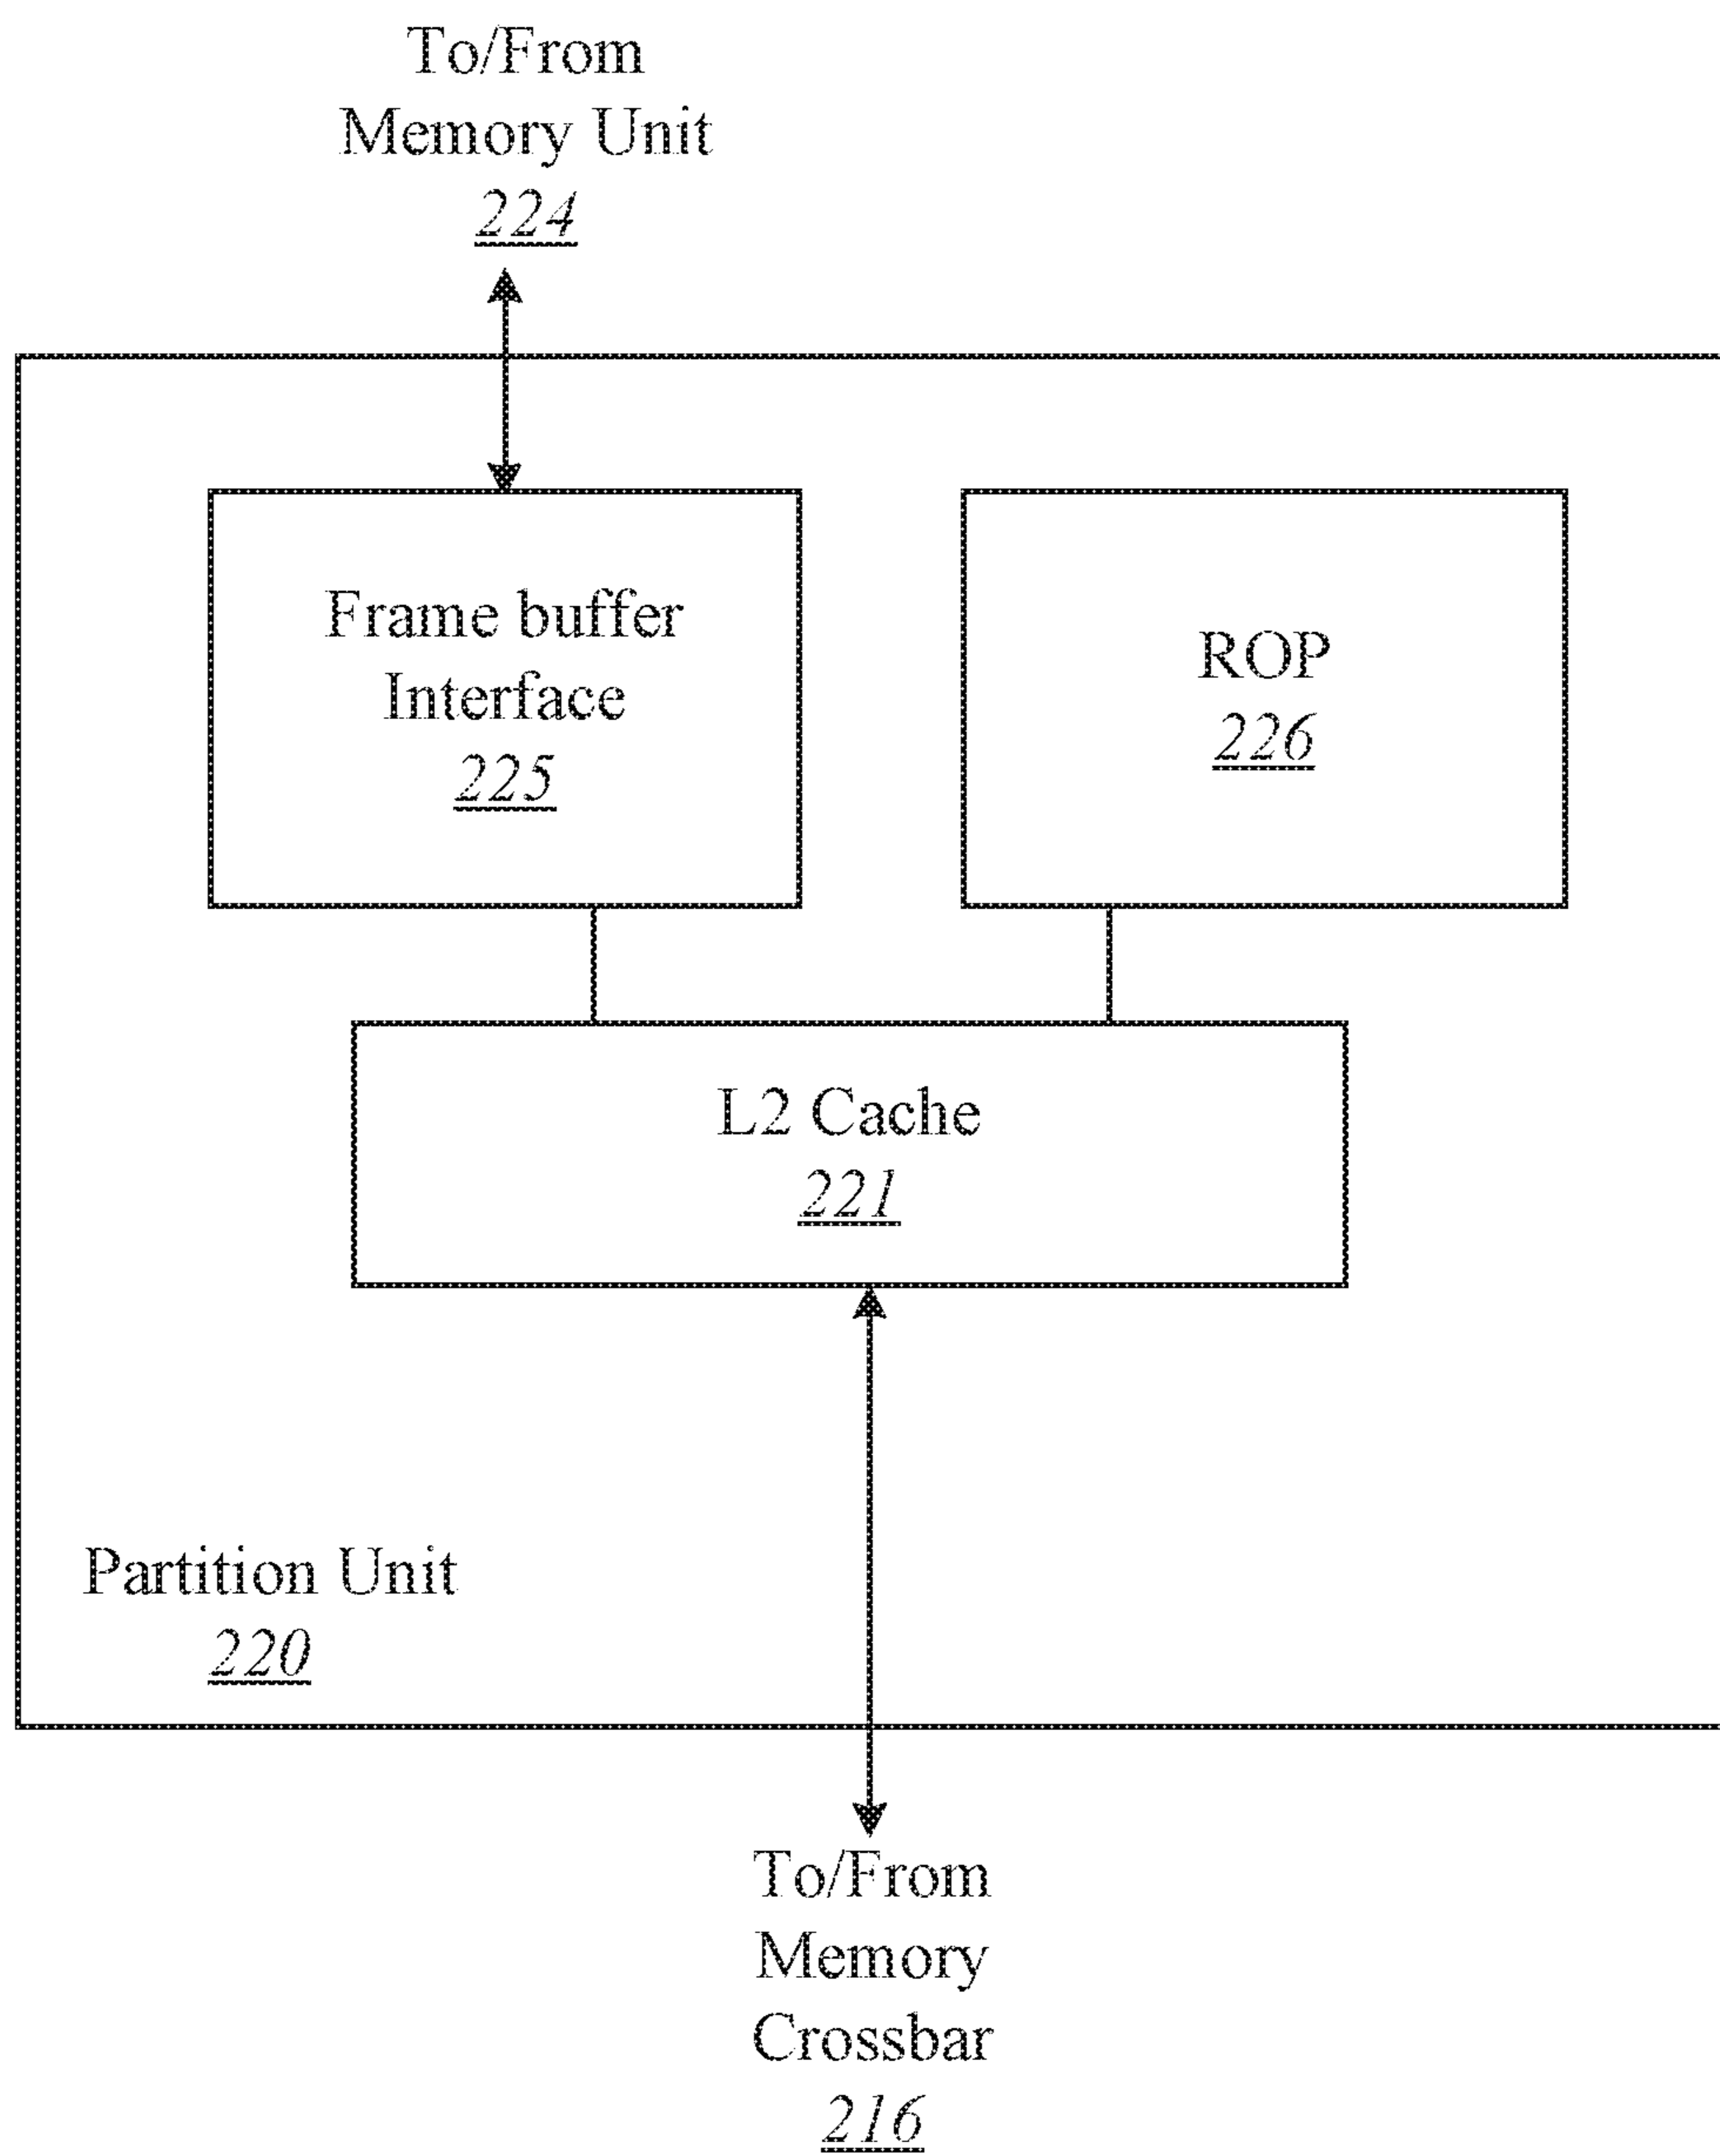 To/From
Memory Unit
224
Frame buffer
Interface
225
ROP
226
L2 Cache
221
Partition Unit
220
To/From
Memory
Crossbar
216